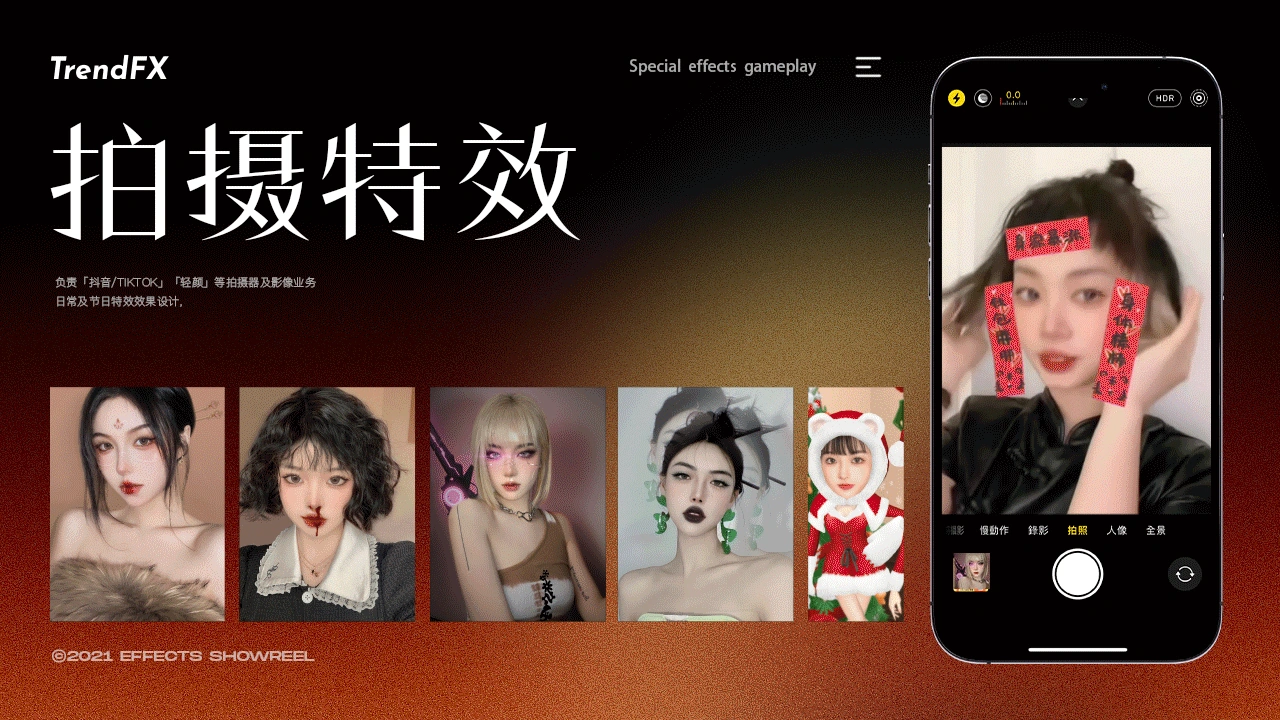 TrendFX
Special effects gameplay
拍摄特效
负责「抖音/TIKTOK」「轻颜」等拍摄器及影像业务
日常及节日特效效果设计,
©2021 EFFECTS SHOWREEL
0.0
HDR
慢動作 錄影 拍照 人像 全景